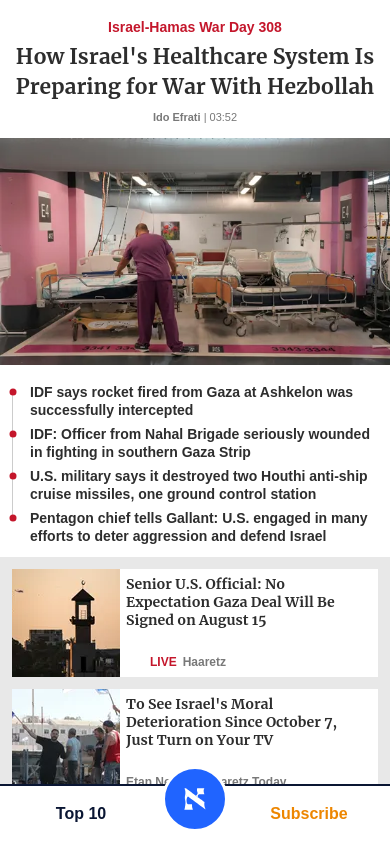 Israel-Hamas War Day 308
How Israel's Healthcare System Is
Preparing for War With Hezbollah
Ido Efrati | 03:52
E4
E4
IDF says rocket fired from Gaza at Ashkelon was
successfully intercepted
IDF: Officer from Nahal Brigade seriously wounded
in fighting in southern Gaza Strip
U.S. military says it destroyed two Houthi anti-ship
cruise missiles, one ground control station
Pentagon chief tells Gallant: U.S. engaged in many
efforts to deter aggression and defend Israel
Senior U.S. Official: No
Expectation Gaza Deal Will Be
Signed on August 15
LIVE Haaretz
To See Israel's Moral
Deterioration Since October 7,
Just Turn on Your TV
Etan Today
Top 10
Subscribe